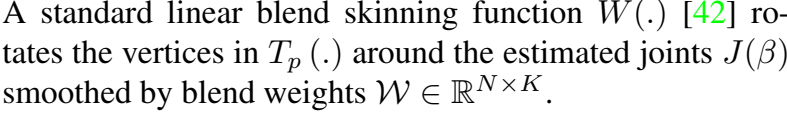 A standard linear blend skinning function W(.) [42] ro-
tates the vertices in T_p (.) around the estimated joints J(β)
smoothed by blend weights 𝒲 ∈ ℝ^{N×K}.